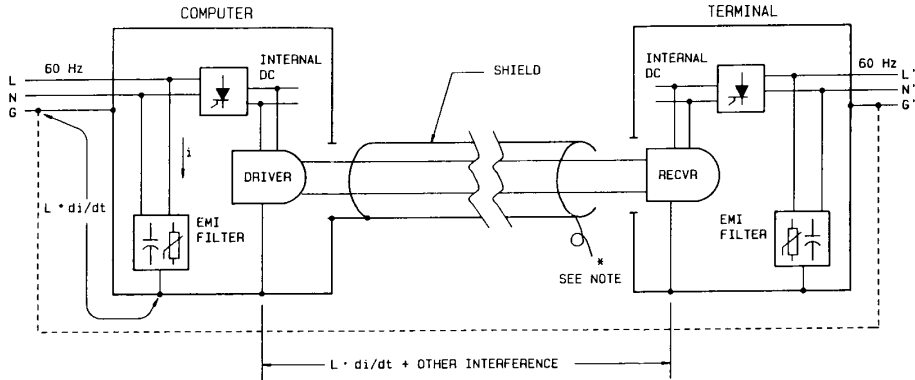 COMPUTER
TERMINAL
60 Hz
L
N
G
INTERNAL
DC
SHIELD
INTERNAL
DC
60 Hz
L'
N'
G'
i
DRIVER
RECVR
L * di/dt
EMI
FILTER
EMI
FILTER
*
SEE NOTE
L · di/dt + OTHER INTERFERENCE